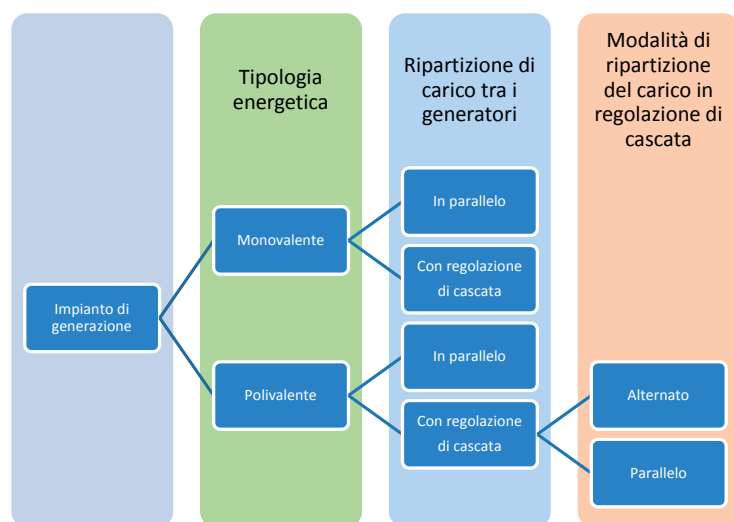 Tipologia
energetica
Ripartizione di
carico tra i
generatori
Modalità di
ripartizione
del carico in
regolazione di
cascata
Impianto di
generazione
Monovalente
In parallelo
Con regolazione
di cascata
Polivalente
In parallelo
Con regolazione
di cascata
Alternato
Parallelo